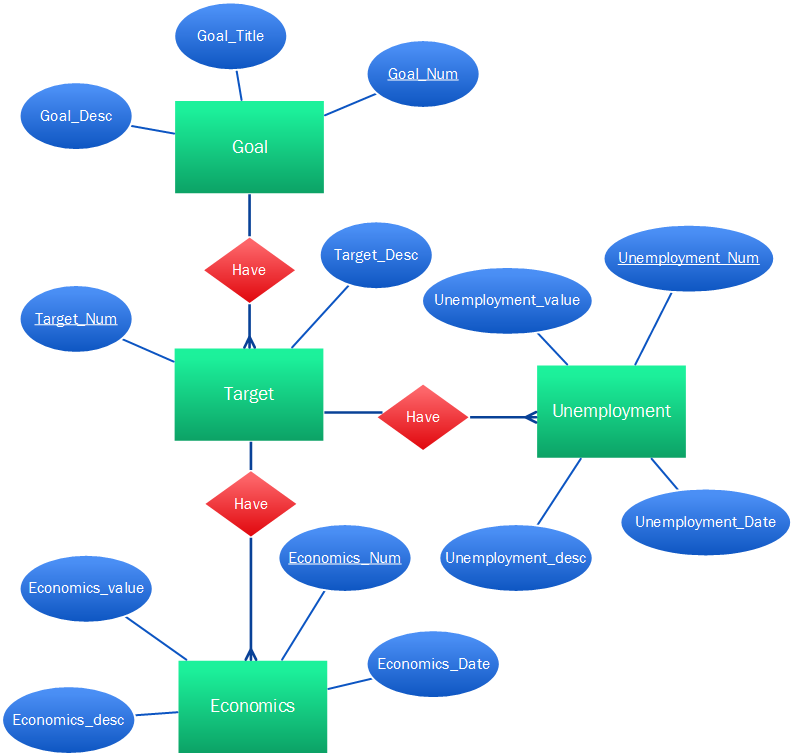 Goal_Title
Goal_Num
Goal_Desc
Goal
Have
Target_Desc
Unemployment_Num
Unemployment_value
Target_Num
Target
Have
Unemployment
Have
Unemployment_Date
Unemployment_desc
Economics_Num
Economics_value
Economics_Date
Economics_desc
Economics